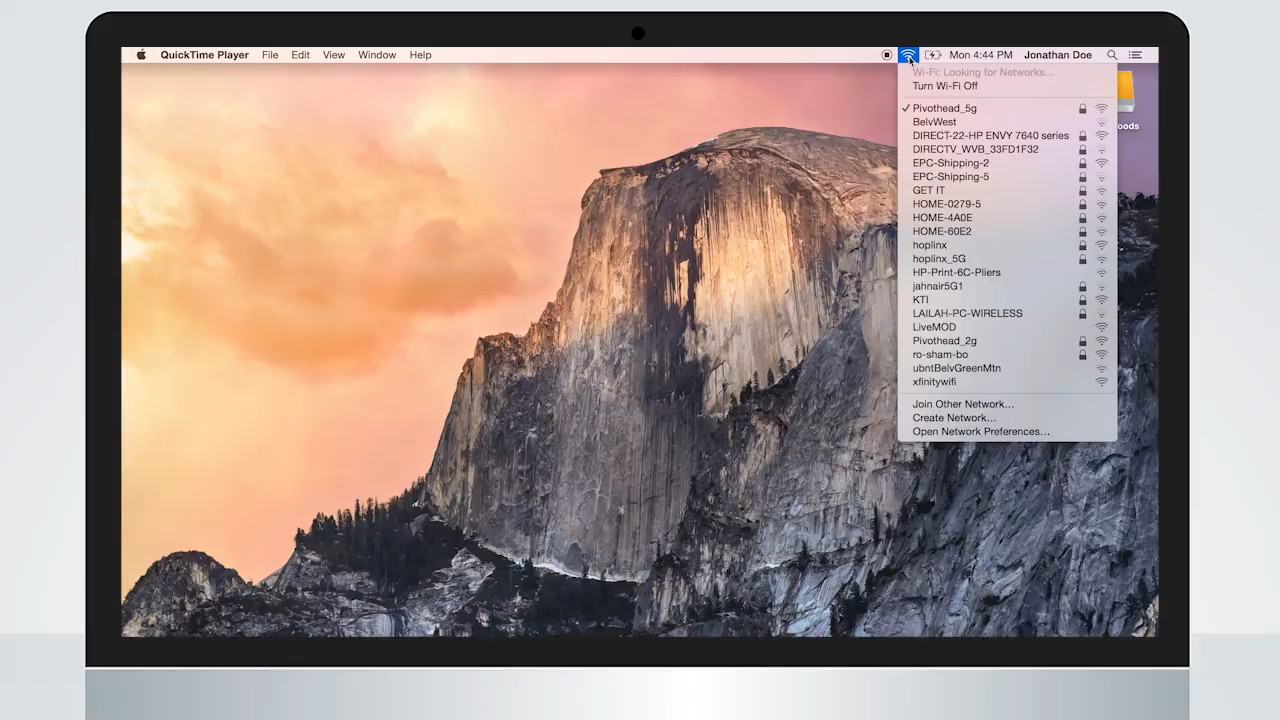 QuickTime Player File Edit View Window Help Mon 4:44 PM Jonathan Doe
Wi-Fi: Looking for Networks...
Turn Wi-Fi Off
Pivothead_5g
BelvWest
DIRECT-22-HP ENVY 7640 series
DIRECTV_WVB_33FD1F32
EPC-Shipping-2
EPC-Shipping-5
GET IT
HOME-0279-5
HOME-4A0E
HOME-60E2
hoplinx
hoplinx_5G
HP-Print-6C-Pliers
jahnair5G1
KTI
LAILAH-PC-WIRELESS
LiveMOD
Pivothead_2g
ro-sham-bo
ubntBelvGreenMtn
xfinitywifi
Join Other Network...
Create Network...
Open Network Preferences...